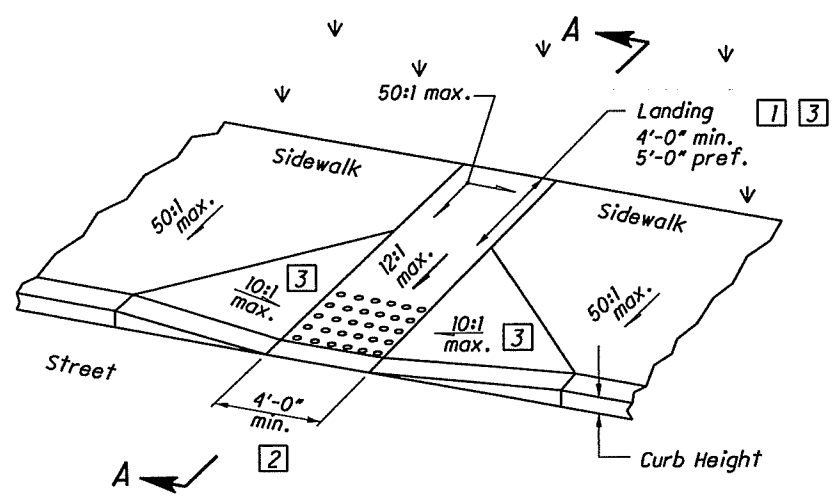 A
50:1 max.
Landing 1 3
4'-0" min.
5'-0" pref.
Sidewalk
Sidewalk
50:1
max.
12:1
max.
10:1 3
max.
10:1
max. 3
50:1
max.
Street
4'-0"
min.
2
Curb Height
A